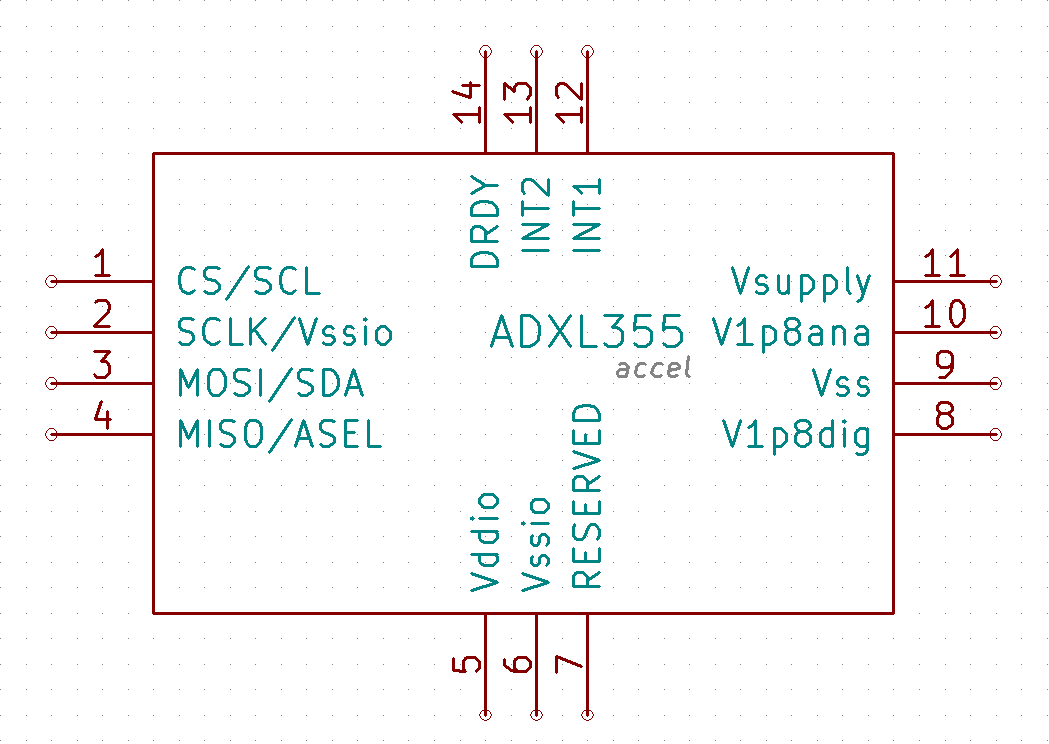 14 13 12
DRDY INT2 INT1
1 CS/SCL
2 SCLK/Vssio
3 MOSI/SDA
4 MISO/ASEL
ADXL355
accel
Vsupply 11
V1p8ana 10
Vss 9
V1p8dig 8
Vddio Vssio RESERVED
5 6 7